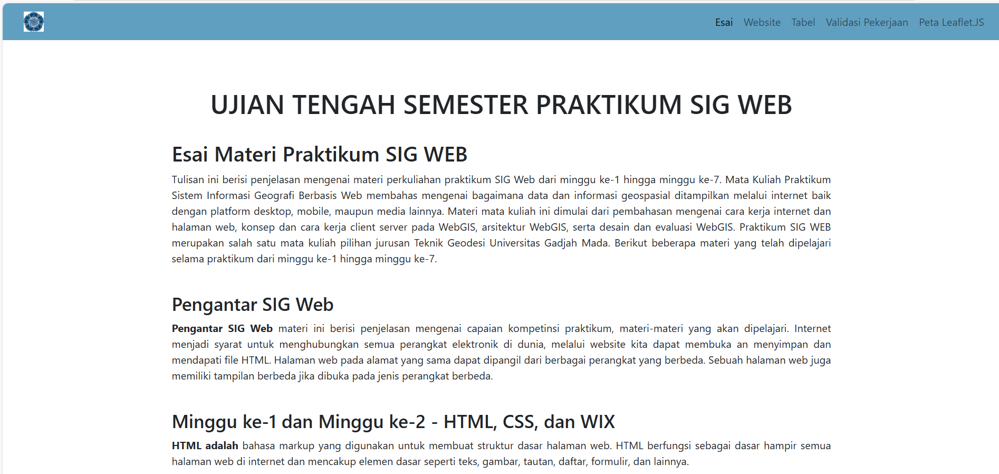 Esai Website Tabel Validasi Pekerjaan Peta Leaflet.JS
UJIAN TENGAH SEMESTER PRAKTIKUM SIG WEB
Esai Materi Praktikum SIG WEB
Tulisan ini berisi penjelasan mengenai materi perkuliahan praktikum SIG Web dari minggu ke-1 hingga minggu ke-7. Mata Kuliah Praktikum
Sistem Informasi Geografi Berbasis Web membahas mengenai bagaimana data dan informasi geospasial ditampilkan melalui internet baik
dengan platform desktop, mobile, maupun media lainnya. Materi mata kuliah ini dimulai dari pembahasan mengenai cara kerja internet dan
halaman web, konsep dan cara kerja client server pada WebGIS, arsitektur WebGIS, serta desain dan evaluasi WebGIS. Praktikum SIG WEB
merupakan salah satu mata kuliah pilihan jurusan Teknik Geodesi Universitas Gadjah Mada. Berikut beberapa materi yang telah dipelajari
selama praktikum dari minggu ke-1 hingga minggu ke-7.
Pengantar SIG Web
Pengantar SIG Web materi ini berisi penjelasan mengenai capaian kompetinsi praktikum, materi-materi yang akan dipelajari. Internet
menjadi syarat untuk menghubungkan semua perangkat elektronik di dunia, melalui website kita dapat membuka an menyimpan dan
mendapati file HTML. Halaman web pada alamat yang sama dapat dipangil dari berbagai perangkat yang berbeda. Sebuah halaman web juga
memiliki tampilan berbeda jika dibuka pada jenis perangkat berbeda.
Minggu ke-1 dan Minggu ke-2 - HTML, CSS, dan WIX
HTML adalah bahasa markup yang digunakan untuk membuat struktur dasar halaman web. HTML berfungsi sebagai dasar hampir semua
halaman web di internet dan mencakup elemen dasar seperti teks, gambar, tautan, daftar, formulir, dan lainnya.